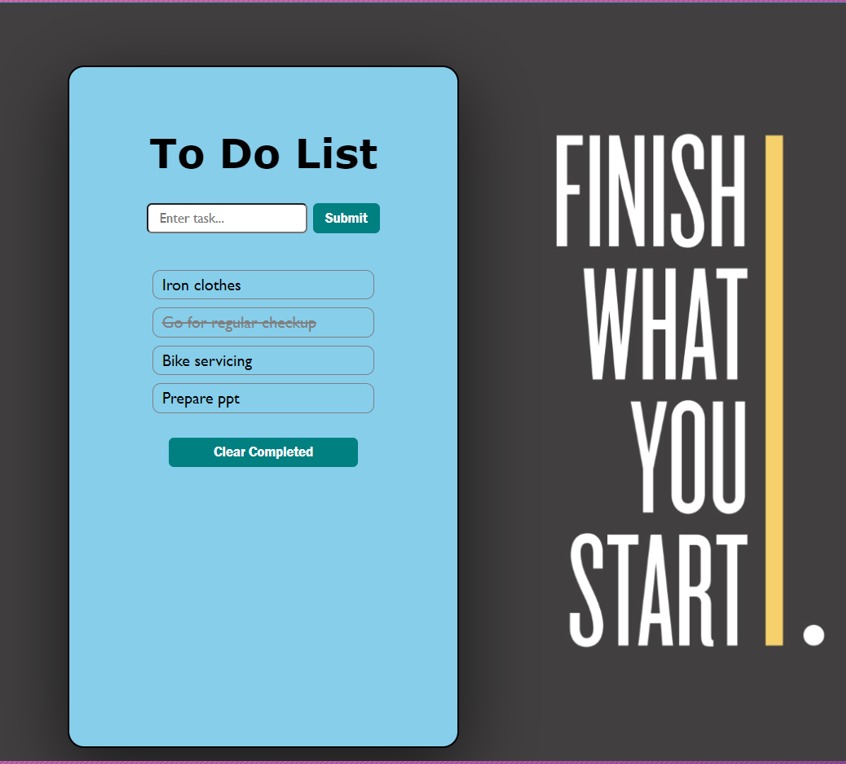 To Do List
Enter task...
Submit
Iron clothes
Go for regular checkup
Bike servicing
Prepare ppt
Clear Completed
FINISH
WHAT
YOU
START.